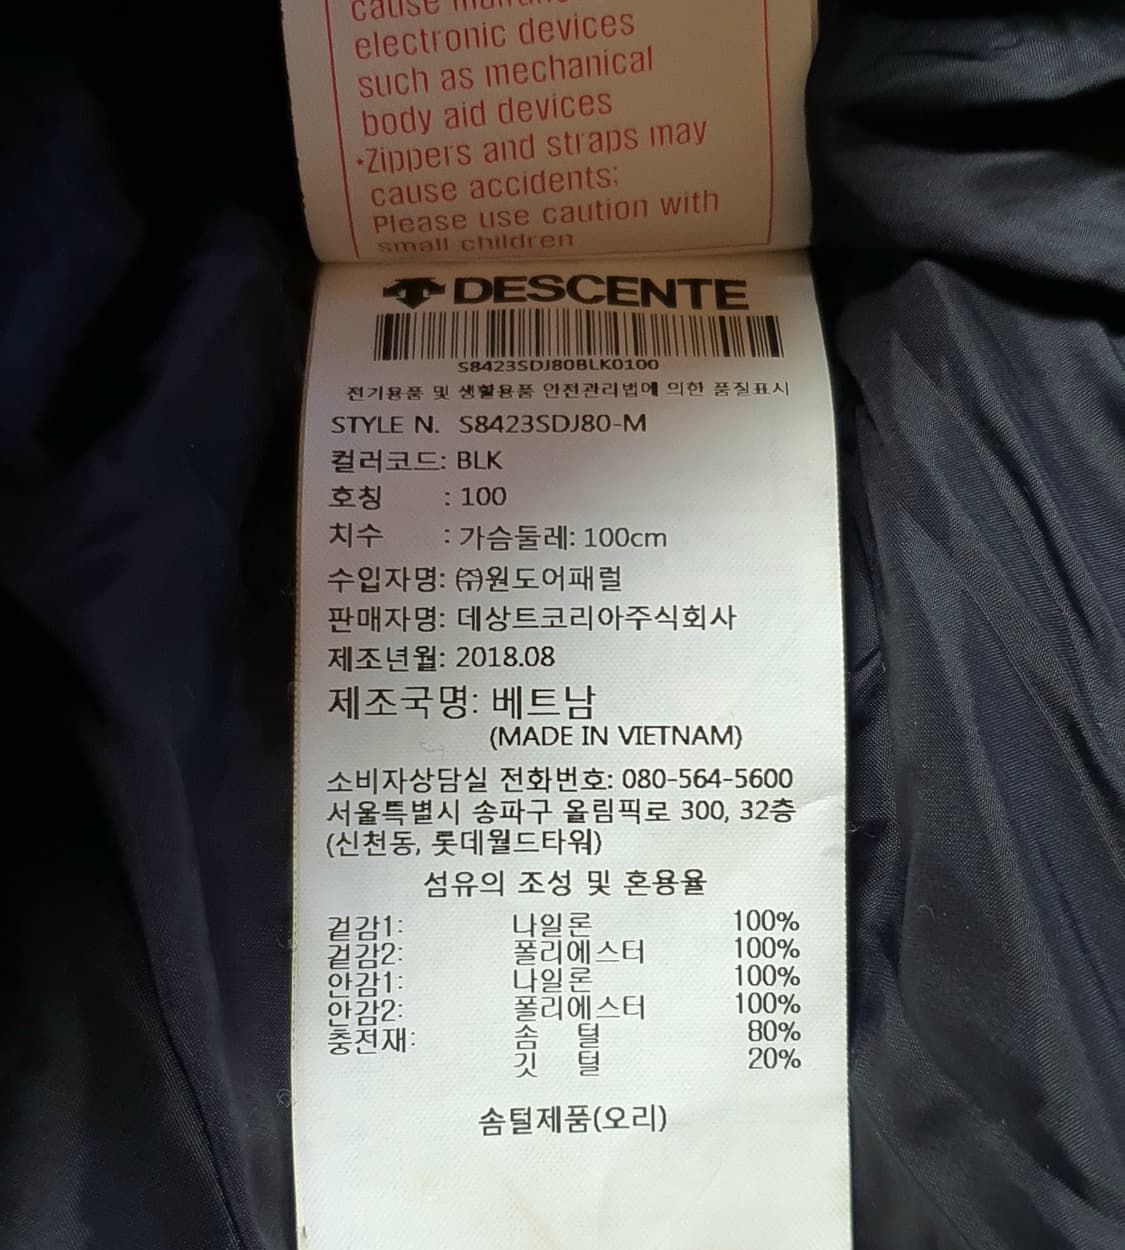 cause
electronic devices
such as mechanical
body aid devices
•Zippers and straps may
cause accidents;
Please use caution with
small children
DESCENTE
S8423SDJ80BLK0100
전기용품 및 생활용품 안전관리법에 의한 품질표시
STYLE N. S8423SDJ80-M
컬러코드: BLK
호칭 : 100
치수 : 가슴둘레: 100cm
수입자명: ㈜원도어패럴
판매자명: 데상트코리아주식회사
제조년월: 2018.08
제조국명: 베트남
(MADE IN VIETNAM)
소비자상담실 전화번호: 080-564-5600
서울특별시 송파구 올림픽로 300, 32층
(신천동, 롯데월드타워)
섬유의 조성 및 혼용율
겉감1: 나일론 100%
겉감2: 폴리에스터 100%
안감1: 나일론 100%
안감2: 폴리에스터 100%
충전재: 솜 털 80%
깃 털 20%
솜털제품(오리)